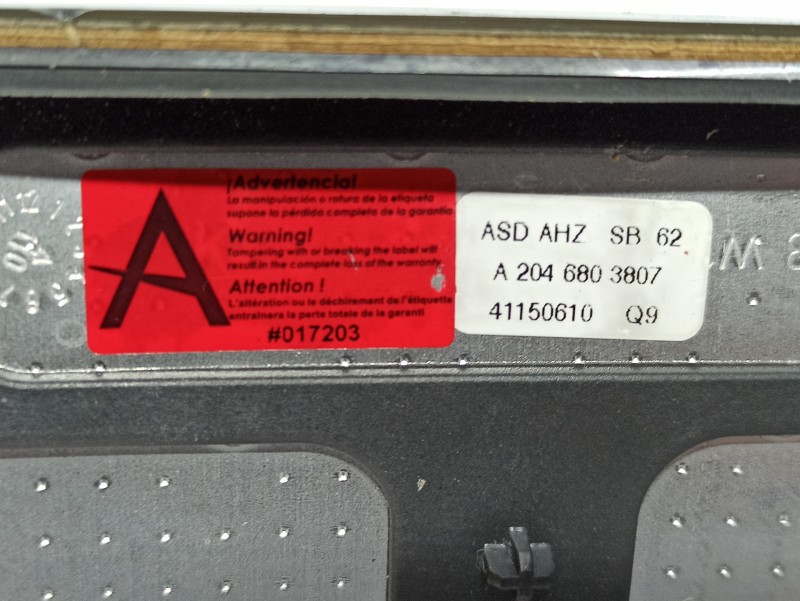 A
¡Advertencia!
La manipulación o rotura de la etiqueta
supone la pérdida completa de la garantia
Warning!
Tampering with or breaking the label will
result in the complete loss of the warranty
Attention !
L'altération ou le déchirement de l'étiquette
entraînera la perte totale de la garanti
#017203
ASD AHZ SB 62
A 204 680 3807
41150610 Q9